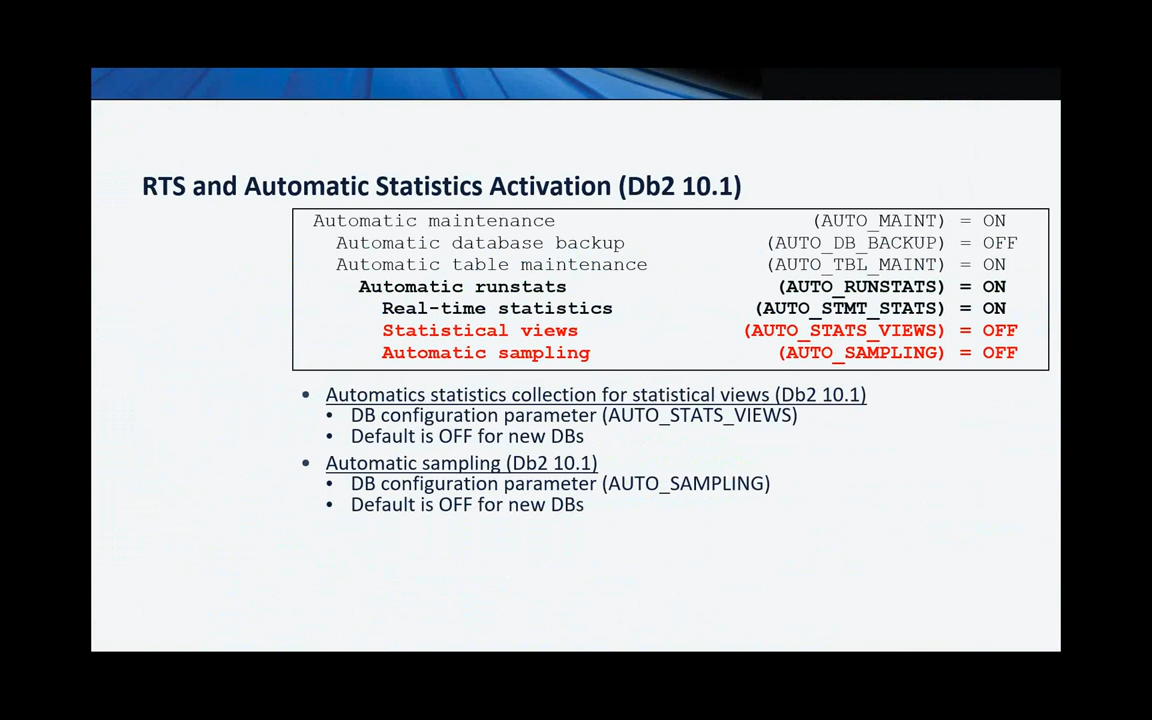 RTS and Automatic Statistics Activation (Db2 10.1)
Automatic maintenance (AUTO_MAINT) = ON
Automatic database backup (AUTO_DB_BACKUP) = OFF
Automatic table maintenance (AUTO_TBL_MAINT) = ON
Automatic runstats (AUTO_RUNSTATS) = ON
Real-time statistics (AUTO_STMT_STATS) = ON
Statistical views (AUTO_STATS_VIEWS) = OFF
Automatic sampling (AUTO_SAMPLING) = OFF
• Automatics statistics collection for statistical views (Db2 10.1)
• DB configuration parameter (AUTO_STATS_VIEWS)
• Default is OFF for new DBs
• Automatic sampling (Db2 10.1)
• DB configuration parameter (AUTO_SAMPLING)
• Default is OFF for new DBs